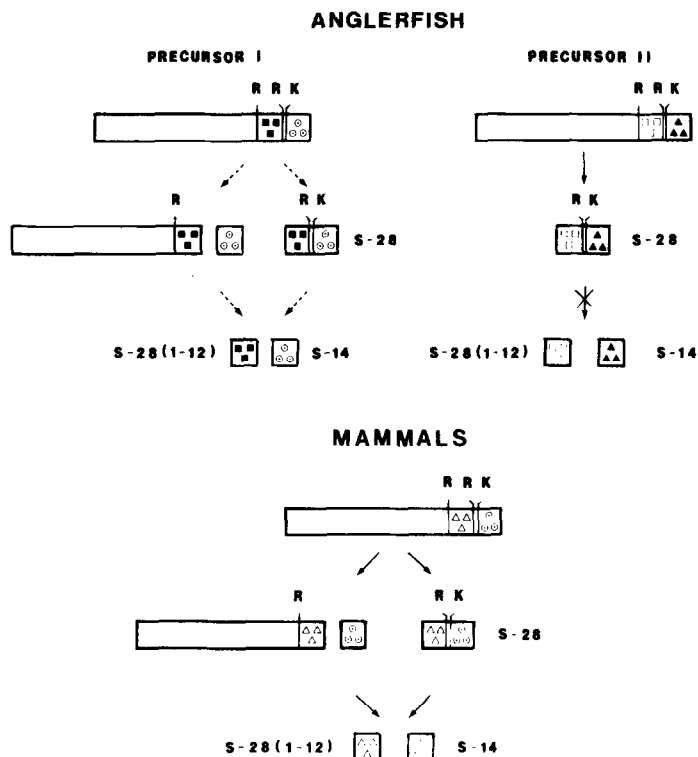 ANGLERFISH
PRECURSOR I PRECURSOR II
R R K R R K
R R K R K
S-28 S-28
S-28(1-12) S-14 S-28(1-12) S-14
MAMMALS
R R K
R R K
S-28
S-28(1-12) S-14